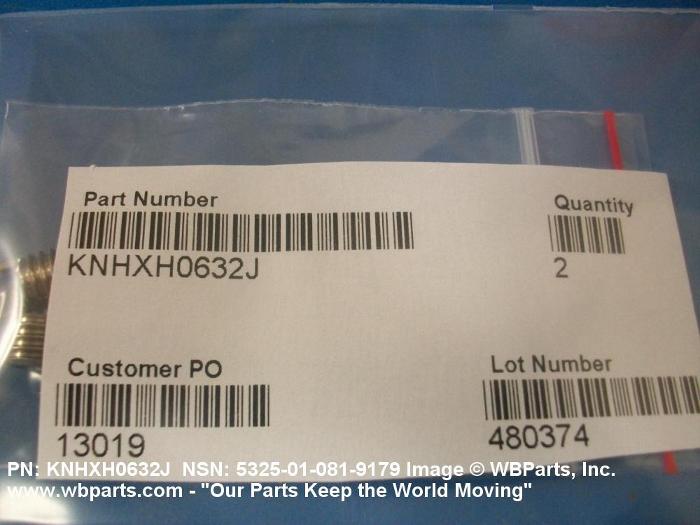 Part Number
Quantity
KNHXH0632J
2
Customer PO
Lot Number
13019
480374
PN: KNHXH0632J NSN: 5325-01-081-9179 Image © WBParts, Inc.
www.wbparts.com - "Our Parts Keep the World Moving"